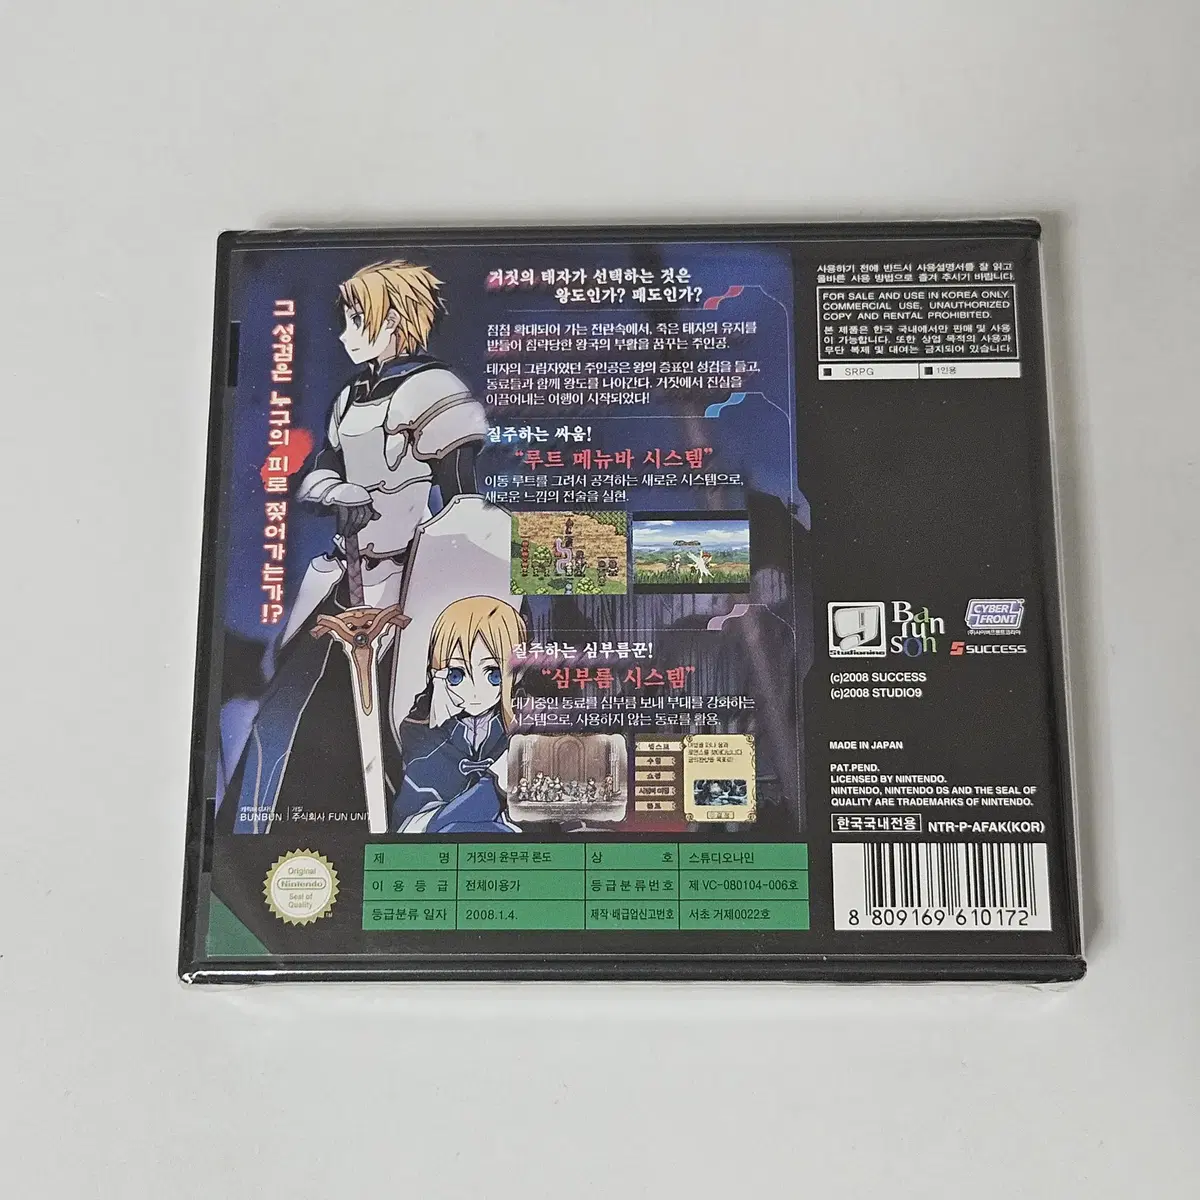 그 성검은 누구의 피로 젖어가는가!?
거짓의 태자가 선택하는 것은
왕도인가? 패도인가?
점점 확대되어 가는 전란속에서, 죽은 태자의 유지를
받들어 침략당한 왕국의 부활을 꿈꾸는 주인공.
태자의 그림자였던 주인공은 왕의 증표인 성검을 들고,
동료들과 함께 왕도를 나아간다. 거짓에서 진실을
이끌어내는 여행이 시작되었다!
질주하는 싸움!
"루트 메뉴바 시스템"
이동 루트를 그려서 공격하는 새로운 시스템으로,
새로운 느낌의 전술을 실현.
질주하는 심부름꾼!
"심부름 시스템"
대기중인 동료를 심부름 보내 부대를 강화하는
시스템으로, 사용하지 않는 동료를 활용.
BUNBUN
주식회사 FUN UNIT
사용하기 전에 반드시 사용설명서를 잘 읽고
올바른 사용 방법으로 즐겨 주시기 바랍니다.
FOR SALE AND USE IN KOREA ONLY.
COMMERCIAL USE, UNAUTHORIZED
COPY AND RENTAL PROHIBITED.
본 제품은 한국 국내에서만 판매 및 사용
이 가능합니다. 또한 상업 목적의 사용과
무단 복제 및 대여는 금지되어 있습니다.
SRPG
1인용
Studionine
Banrunson
CYBER FRONT
(주)사이버프론트코리아
SUCCESS
(c)2008 SUCCESS
(c)2008 STUDIO9
MADE IN JAPAN
PAT.PEND.
LICENSED BY NINTENDO.
NINTENDO, NINTENDO DS AND THE SEAL OF
QUALITY ARE TRADEMARKS OF NINTENDO.
한국국내전용 NTR-P-AFAK(KOR)
Original
Nintendo
Seal of
Quality
TM
제 명 거짓의 윤무곡 론도 상 호 스튜디오나인
이 용 등 급 전체이용가 등급분류번호 제 VC-080104-006호
등급분류 일자 2008.1.4. 제작·배급업신고번호 서초 거제0022호
8 809169 610172